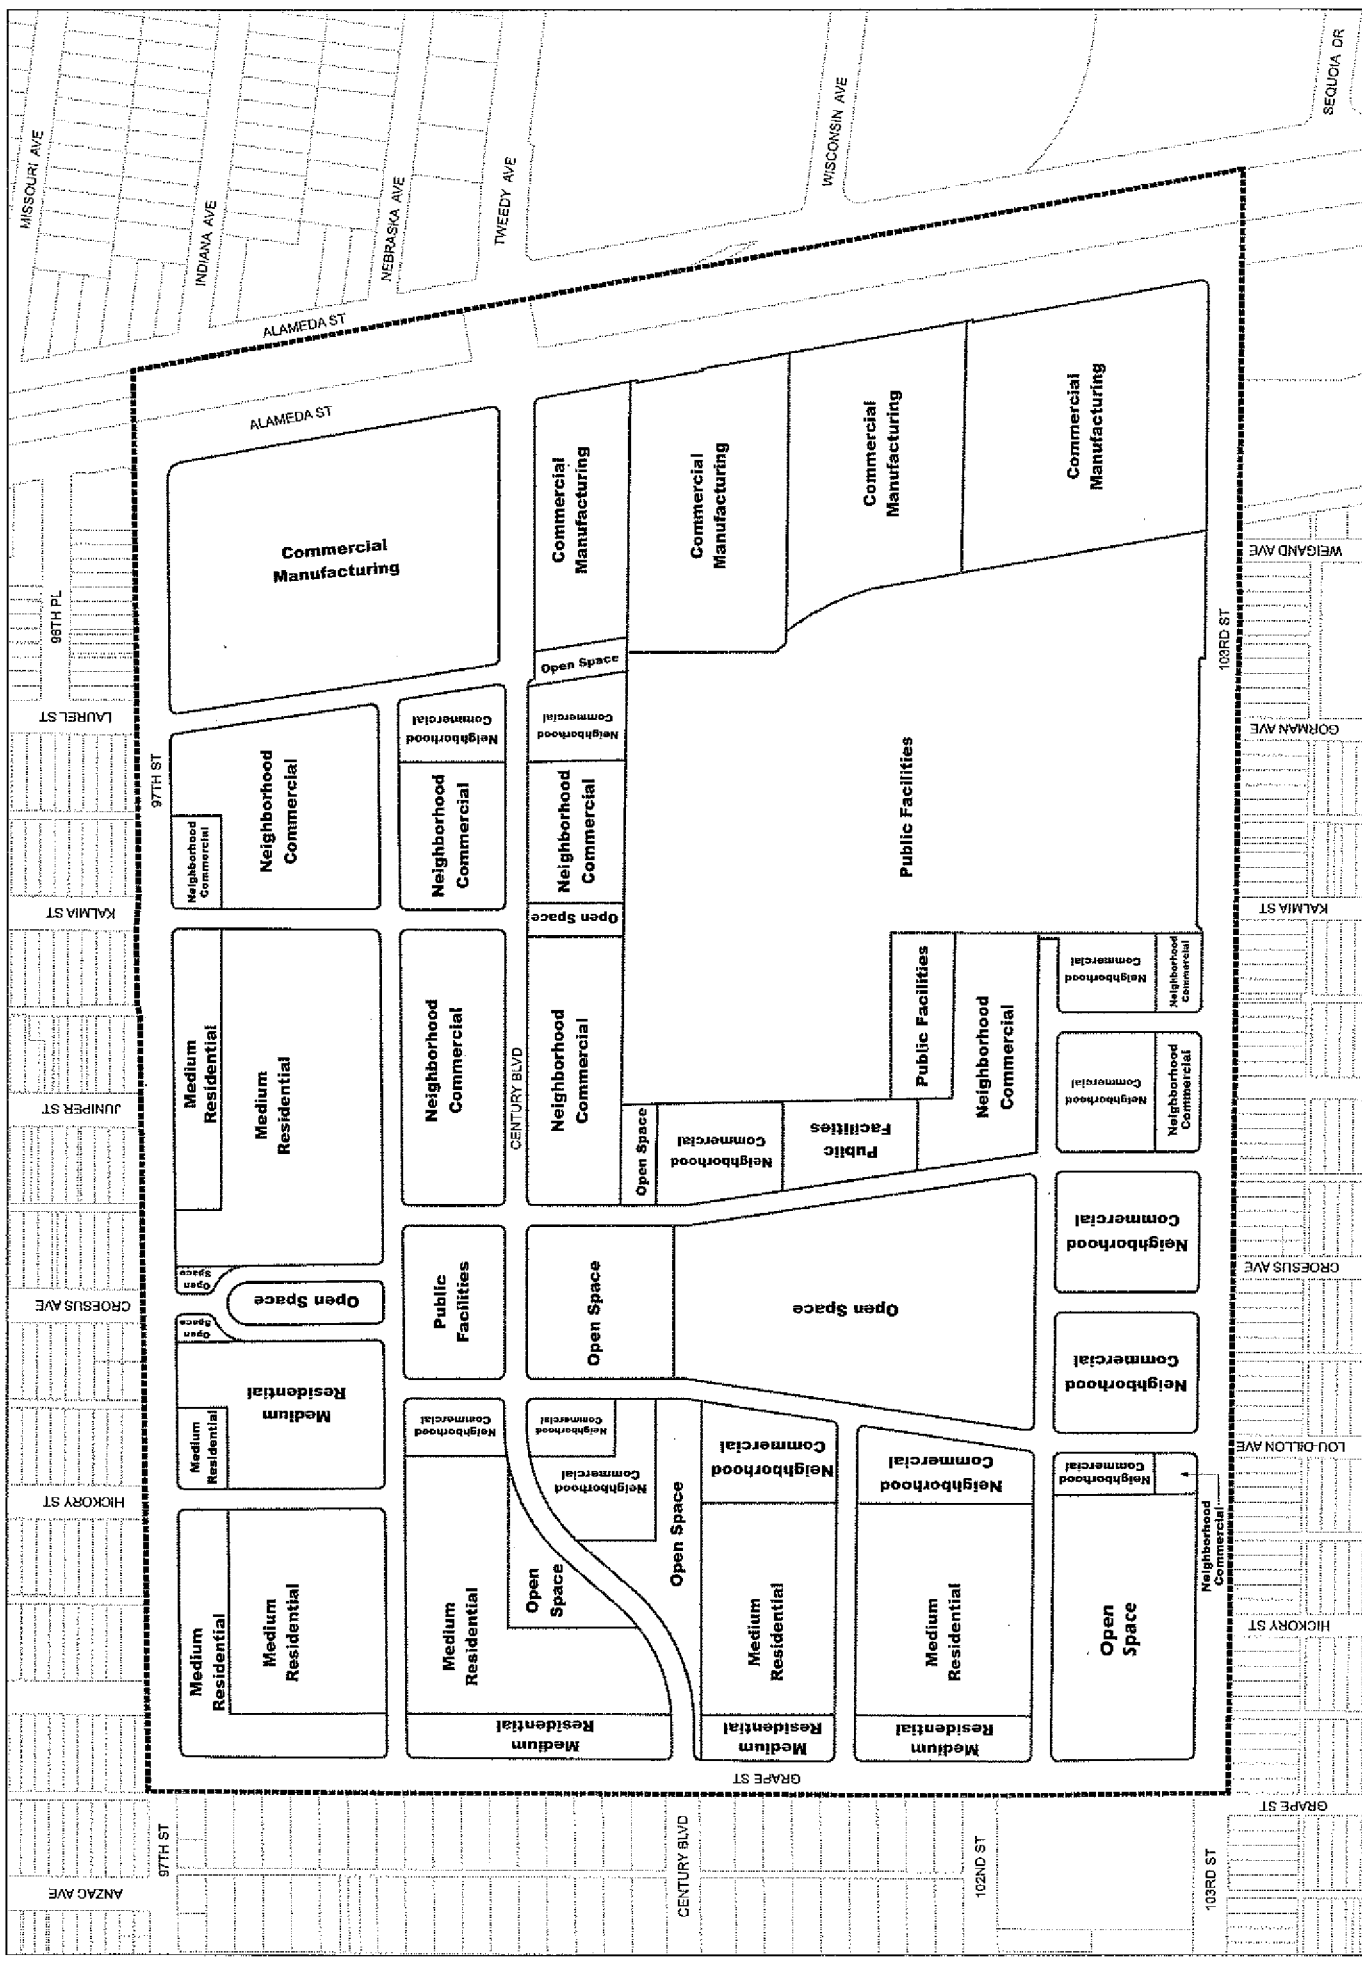 MISSOURI AVE
INDIANA AVE
NEBRASKA AVE
TWEEDY AVE
WISCONSIN AVE
SEQUOIA DR
ALAMEDA ST
ALAMEDA ST
Commercial
Manufacturing
Commercial
Manufacturing
Commercial
Manufacturing
Commercial
Manufacturing
Commercial
Manufacturing
98TH PL
97TH ST
LAUREL ST
KALMIA ST
JUNIPER ST
CROESUS AVE
HICKORY ST
ANZAC AVE
97TH ST
WEIGAND AVE
103RD ST
GORMAN AVE
KALMIA ST
CROESUS AVE
LOU-DILLON AVE
HICKORY ST
GRAPE ST
103RD ST
102ND ST
CENTURY BLVD
GRAPE ST
CENTURY BLVD
Open Space
Neighborhood
Commercial
Neighborhood
Commercial
Neighborhood
Commercial
Neighborhood
Commercial
Neighborhood
Commercial
Neighborhood
Commercial
Open Space
Public Facilities
Medium
Residential
Medium
Residential
Neighborhood
Commercial
Neighborhood
Commercial
Public Facilities
Neighborhood
Commercial
Neighborhood
Commercial
Neighborhood
Commercial
Open Space
Neighborhood
Commercial
Public
Facilities
Neighborhood
Commercial
Neighborhood
Commercial
Open
Space
Open Space
Open
Space
Public
Facilities
Open Space
Open Space
Neighborhood
Commercial
Neighborhood
Commercial
Medium
Residential
Medium
Residential
Neighborhood
Commercial
Neighborhood
Commercial
Neighborhood
Commercial
Open Space
Neighborhood
Commercial
Neighborhood
Commercial
Neighborhood
Commercial
Neighborhood
Commercial
Medium
Residential
Medium
Residential
Medium
Residential
Open
Space
Medium
Residential
Medium
Residential
Open
Space
Medium
Residential
Medium
Residential
Medium
Residential